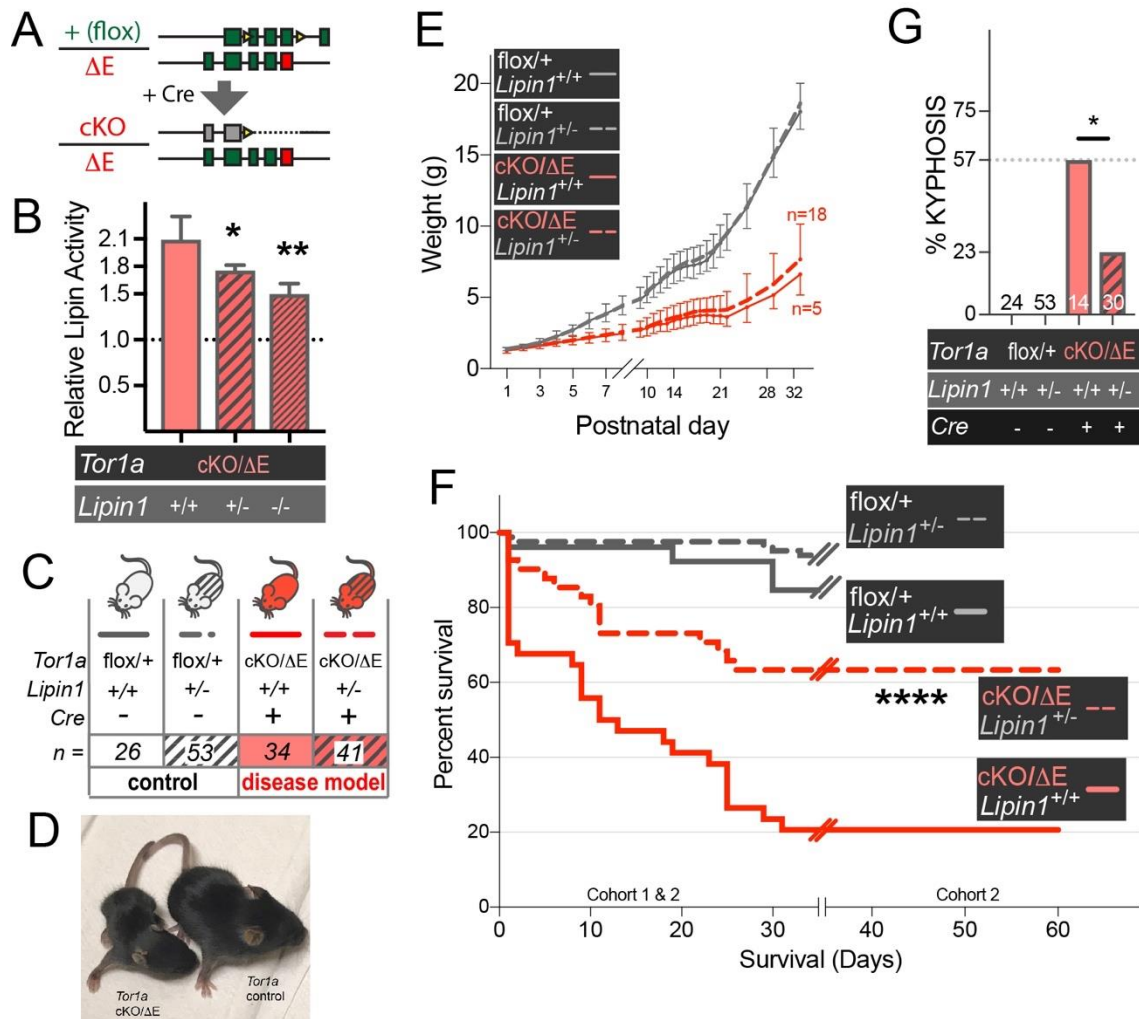 A
+ (flox)
ΔE
+ Cre
cKO
ΔE
B
Relative Lipin Activity
2.1
1.8
1.5
1.0
0.5
*
**
Tor1a cKO/ΔE
Lipin1 +/+ +/- -/-
C
Tor1a flox/+ flox/+ cKO/ΔE cKO/ΔE
Lipin1 +/+ +/- +/+ +/-
Cre - - + +
n = 26 53 34 41
control disease model
D
Tor1a
cKO/ΔE
Tor1a
control
E
flox/+
Lipin1+/+
flox/+
Lipin1+/-
cKO/ΔE
Lipin1+/+
cKO/ΔE
Lipin1+/-
Weight (g)
20
15
10
5
0
n=18
n=5
1 3 5 7 10 14 21 28 32
Postnatal day
F
Percent survival
100
80
60
40
20
0
flox/+
Lipin1+/-
flox/+
Lipin1+/+
****
cKO/ΔE
Lipin1+/-
cKO/ΔE
Lipin1+/+
Cohort 1 & 2 Cohort 2
0 10 20 30 40 50 60
Survival (Days)
G
% KYPHOSIS
75
57
23
0
*
24 53 14 30
Tor1a flox/+ cKO/ΔE
Lipin1 +/+ +/- +/+ +/-
Cre - - + +